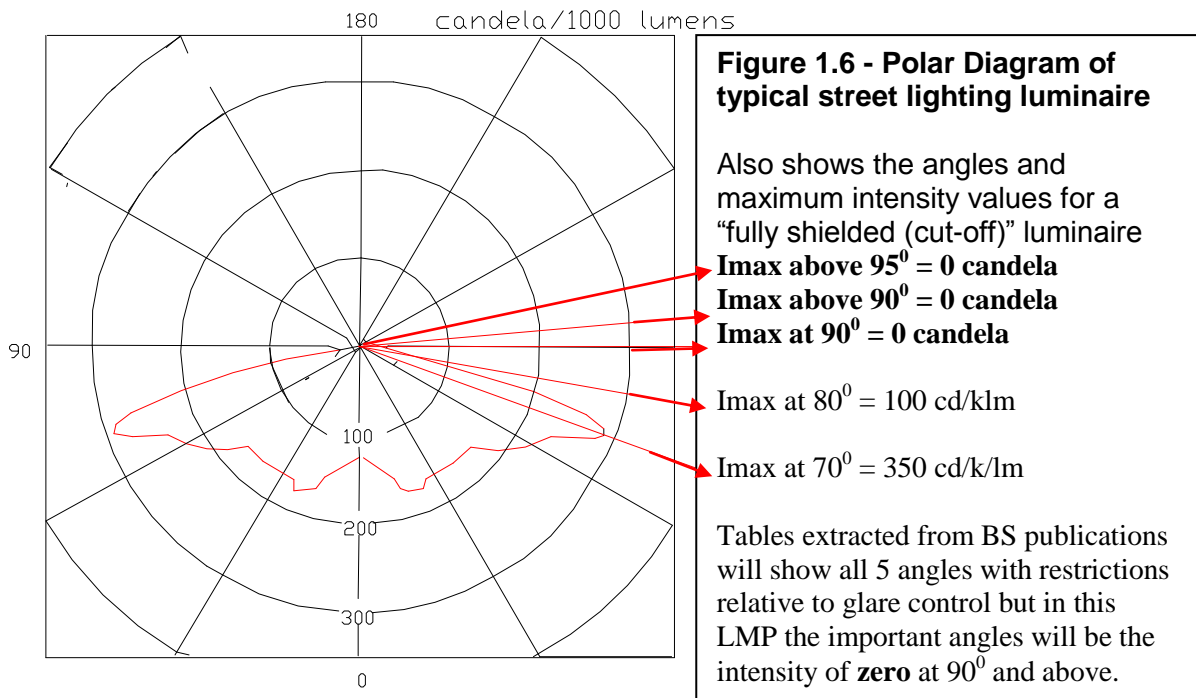 180 candela/1000 lumens
90
100
200
300
0
Figure 1.6 - Polar Diagram of
typical street lighting luminaire
Also shows the angles and
maximum intensity values for a
“fully shielded (cut-off)” luminaire
Imax above 95⁰ = 0 candela
Imax above 90⁰ = 0 candela
Imax at 90⁰ = 0 candela
Imax at 80⁰ = 100 cd/klm
Imax at 70⁰ = 350 cd/k/lm
Tables extracted from BS publications
will show all 5 angles with restrictions
relative to glare control but in this
LMP the important angles will be the
intensity of zero at 90⁰ and above.